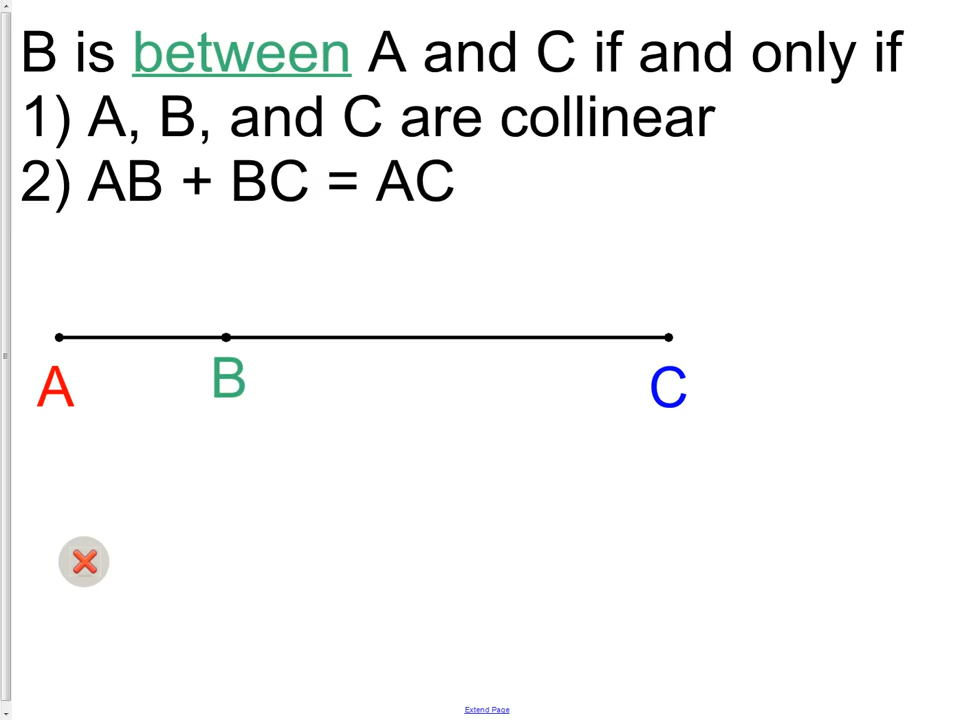 B is between A and C if and only if
1) A, B, and C are collinear
2) AB + BC = AC
A
B
C
Extend Page